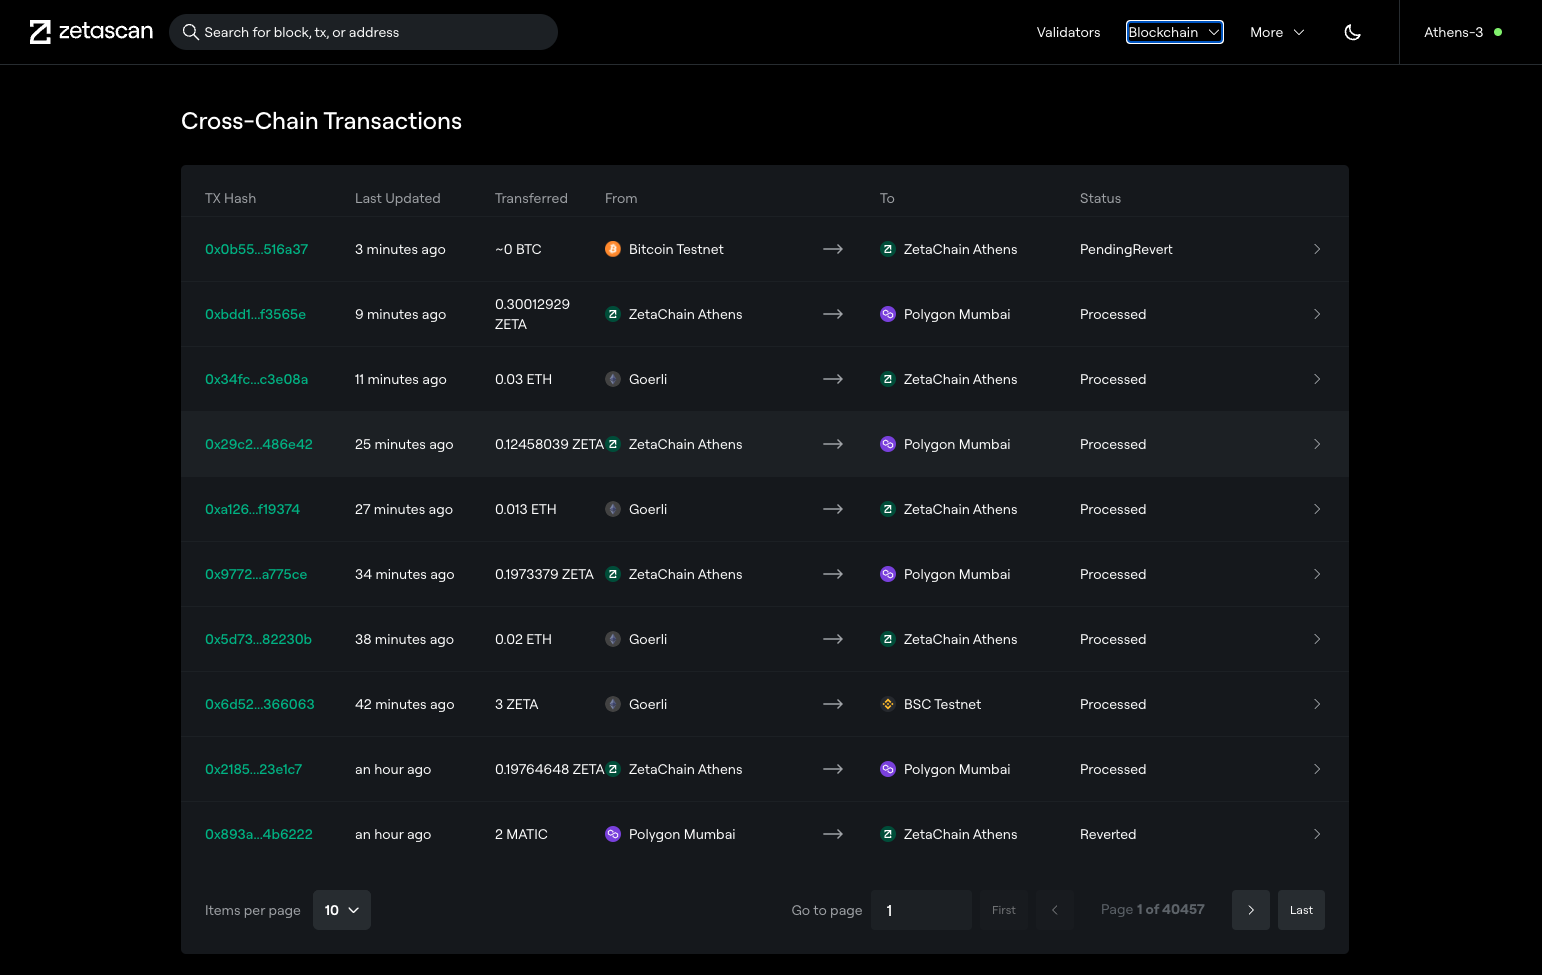 zetascan
Search for block, tx, or address
Validators
Blockchain
More
Athens-3
Cross-Chain Transactions
TX Hash Last Updated Transferred From To Status
0x0b55...516a37 3 minutes ago ~0 BTC Bitcoin Testnet ZetaChain Athens PendingRevert
0xbdd1...f3565e 9 minutes ago 0.30012929 ZETA ZetaChain Athens Polygon Mumbai Processed
0x34fc...c3e08a 11 minutes ago 0.03 ETH Goerli ZetaChain Athens Processed
0x29c2...486e42 25 minutes ago 0.12458039 ZETA ZetaChain Athens Polygon Mumbai Processed
0xa126...f19374 27 minutes ago 0.013 ETH Goerli ZetaChain Athens Processed
0x9772...a775ce 34 minutes ago 0.1973379 ZETA ZetaChain Athens Polygon Mumbai Processed
0x5d73...82230b 38 minutes ago 0.02 ETH Goerli ZetaChain Athens Processed
0x6d52...366063 42 minutes ago 3 ZETA Goerli BSC Testnet Processed
0x2185...23e1c7 an hour ago 0.19764648 ZETA ZetaChain Athens Polygon Mumbai Processed
0x893a...4b6222 an hour ago 2 MATIC Polygon Mumbai ZetaChain Athens Reverted
Items per page 10 Go to page 1 First Page 1 of 40457 Last